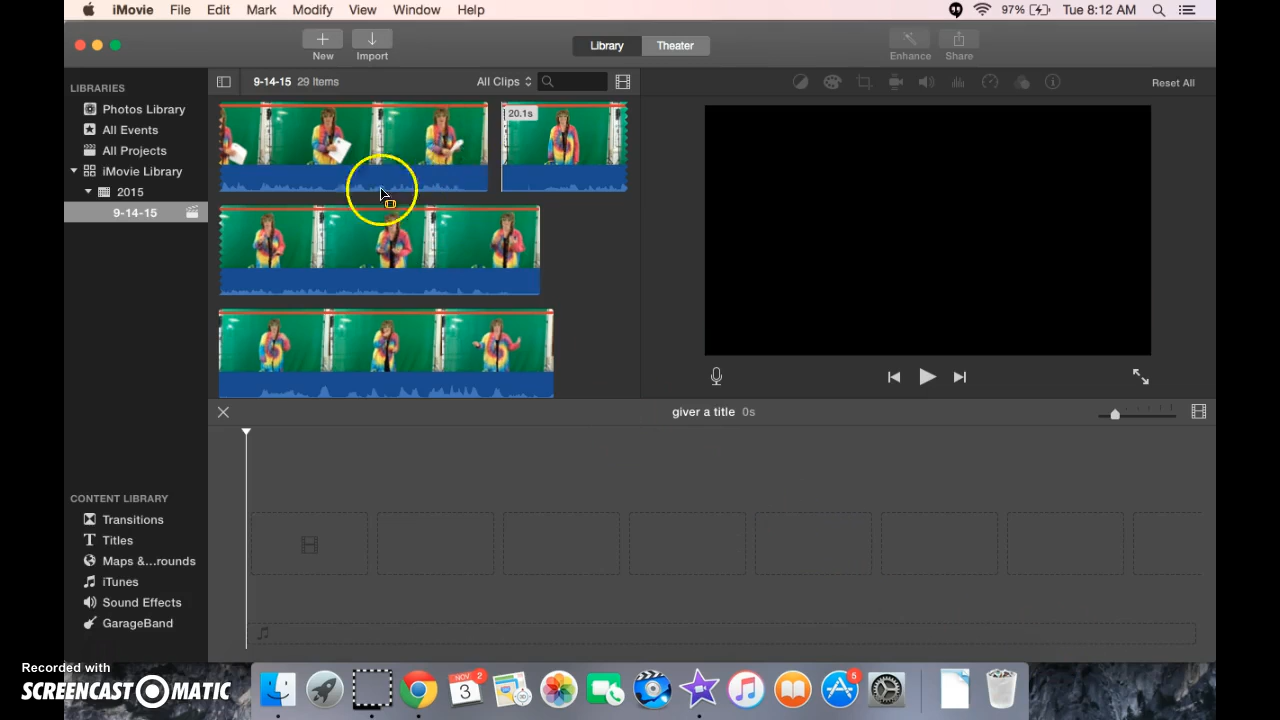 iMovie File Edit Mark Modify View Window Help 97% Tue 8:12 AM
New Import Library Theater Enhance Share
LIBRARIES
Photos Library
All Events
All Projects
iMovie Library
2015
9-14-15
9-14-15 29 Items All Clips
Reset All
20.1s
giver a title 0s
CONTENT LIBRARY
Transitions
Titles
Maps &...rounds
iTunes
Sound Effects
GarageBand
Recorded with
SCREENCAST MATIC
NOV 2
3
5